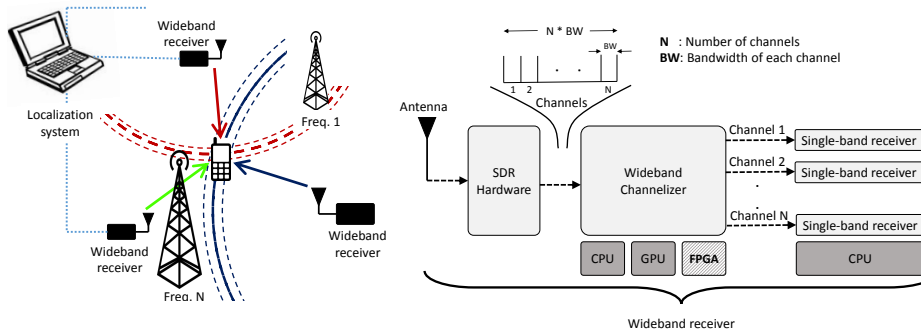 Wideband
receiver
Localization
system
Freq. 1
Wideband
receiver
Freq. N
Wideband
receiver
N * BW
BW
1 2 . . N
Channels
N : Number of channels
BW: Bandwidth of each channel
Antenna
SDR
Hardware
Wideband
Channelizer
Channel 1
Single-band receiver
Channel 2
Single-band receiver
.
.
Channel N
Single-band receiver
CPU
GPU
FPGA
CPU
Wideband receiver